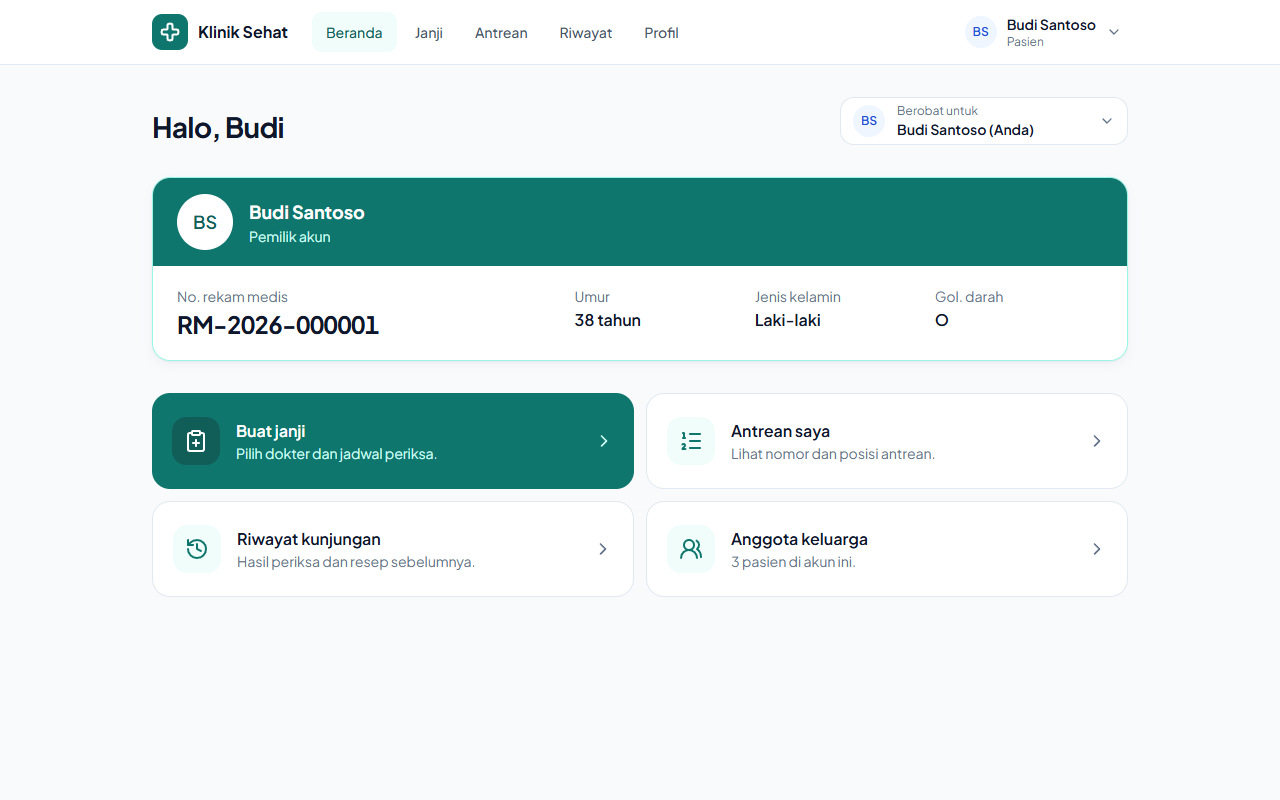 Klinik Sehat
Beranda
Janji
Antrean
Riwayat
Profil
BS
Budi Santoso
Pasien
Halo, Budi
BS
Berobat untuk
Budi Santoso (Anda)
BS
Budi Santoso
Pemilik akun
No. rekam medis
RM-2026-000001
Umur
38 tahun
Jenis kelamin
Laki-laki
Gol. darah
O
Buat janji
Pilih dokter dan jadwal periksa.
Antrean saya
Lihat nomor dan posisi antrean.
Riwayat kunjungan
Hasil periksa dan resep sebelumnya.
Anggota keluarga
3 pasien di akun ini.